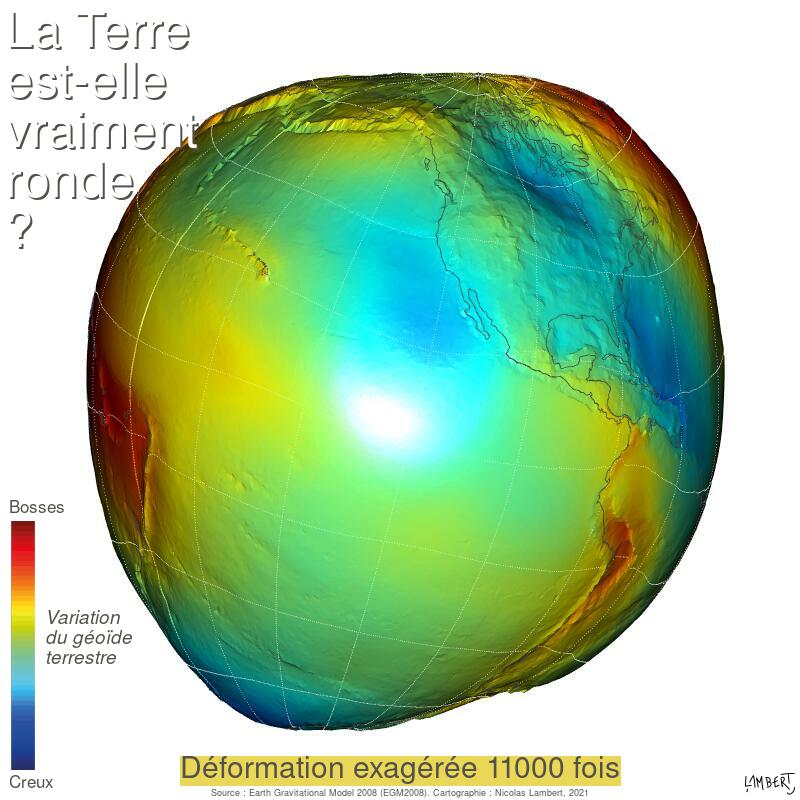 La Terre
est-elle
vraiment
ronde
?
Bosses
Variation
du géoïde
terrestre
Creux
Déformation exagérée 11000 fois
Source : Earth Gravitational Model 2008 (EGM2008). Cartographie : Nicolas Lambert, 2021
LAMBERT